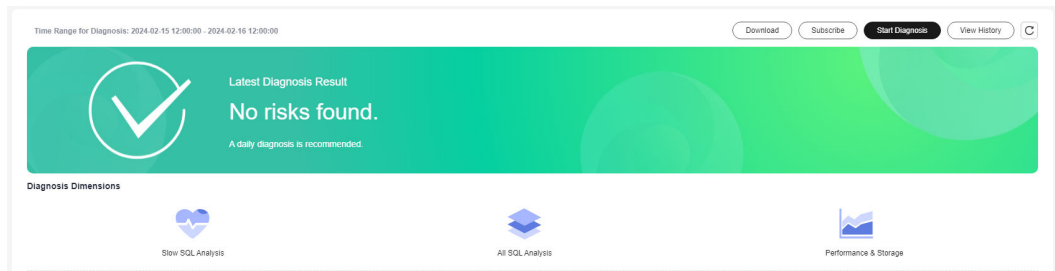 Time Range for Diagnosis: 2024-02-15 12:00:00 - 2024-02-16 12:00:00
Download
Subscribe
Start Diagnosis
View History
Latest Diagnosis Result
No risks found.
A daily diagnosis is recommended.
Diagnosis Dimensions
Slow SQL Analysis
All SQL Analysis
Performance & Storage